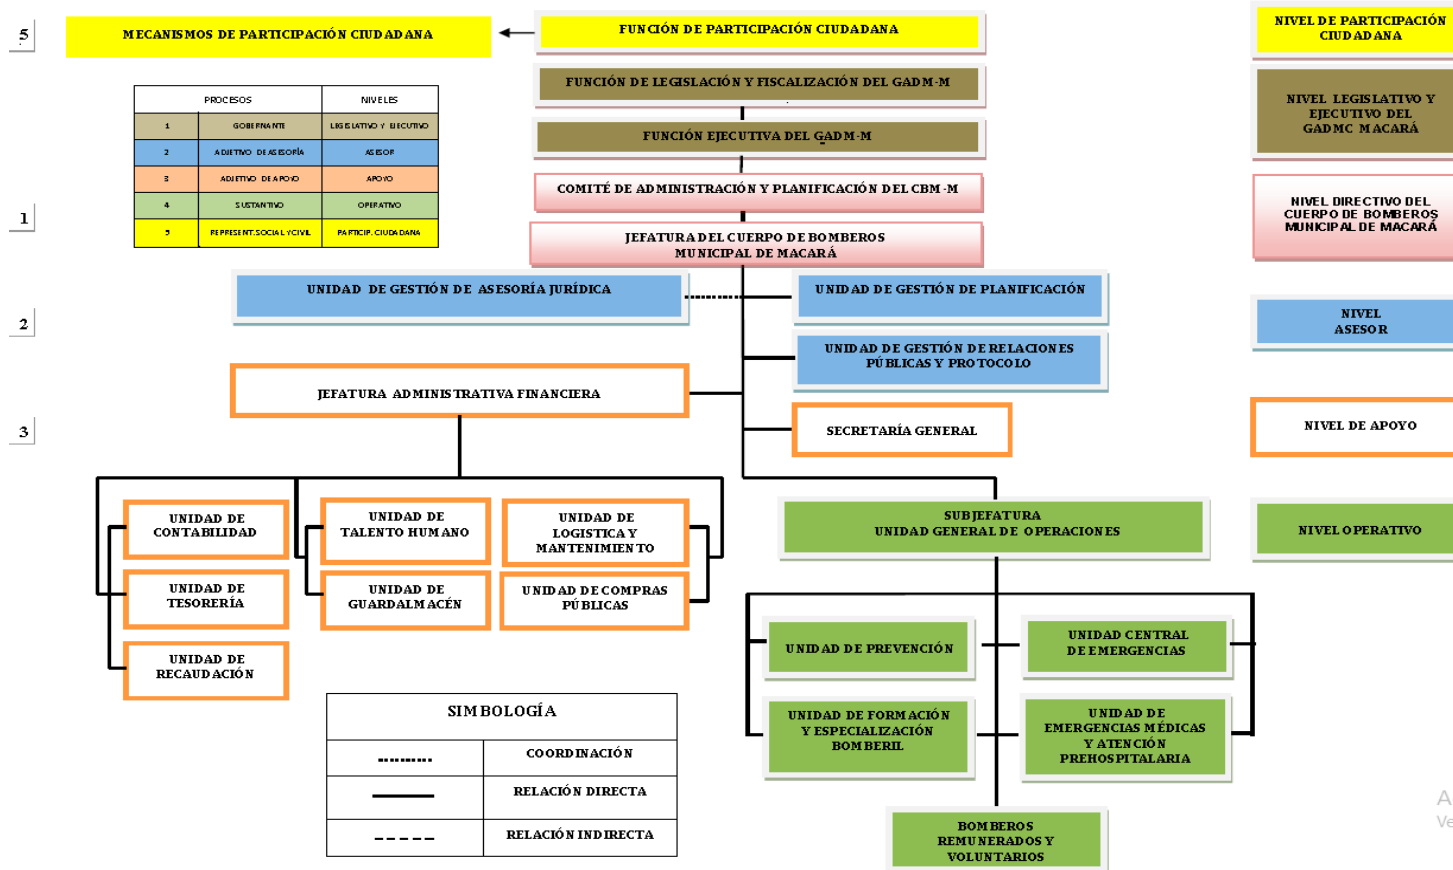 5
MECANISMOS DE PARTICIPACIÓN CIUDADANA
FUNCIÓN DE PARTICIPACIÓN CIUDADANA
NIVEL DE PARTICIPACIÓN
CIUDADANA
FUNCIÓN DE LEGISLACIÓN Y FISCALIZACIÓN DEL GADM-M
FUNCIÓN EJECUTIVA DEL GADM-M
NIVEL LEGISLATIVO Y
EJECUTIVO DEL
GADMC MACARÁ
PROCESOS NIVELES
1 GOBERNANTE LEGISLATIVO Y EJECUTIVO
2 ADJETIVO DE ASESORÍA ASESOR
3 ADJETIVO DE APOYO APOYO
4 SUSTANTIVO OPERATIVO
5 REPRESENT. SOCIAL Y CIVIL PARTICIP. CIUDADANA
1
COMITÉ DE ADMINISTRACIÓN Y PLANIFICACIÓN DEL CBM-M
JEFATURA DEL CUERPO DE BOMBEROS
MUNICIPAL DE MACARÁ
NIVEL DIRECTIVO DEL
CUERPO DE BOMBEROS
MUNICIPAL DE MACARÁ
2
UNIDAD DE GESTIÓN DE ASESORÍA JURÍDICA
UNIDAD DE GESTIÓN DE PLANIFICACIÓN
UNIDAD DE GESTIÓN DE RELACIONES
PÚBLICAS Y PROTOCOLO
NIVEL
ASESOR
3
JEFATURA ADMINISTRATIVA FINANCIERA
SECRETARÍA GENERAL
NIVEL DE APOYO
UNIDAD DE
CONTABILIDAD
UNIDAD DE
TALENTO HUMANO
UNIDAD DE
LOGISTICA Y
MANTENIMIENTO
UNIDAD DE
TESORERÍA
UNIDAD DE
GUARDALMACÉN
UNIDAD DE COMPRAS
PÚBLICAS
UNIDAD DE
RECAUDACIÓN
SUBJEFATURA
UNIDAD GENERAL DE OPERACIONES
NIVEL OPERATIVO
UNIDAD DE PREVENCIÓN
UNIDAD CENTRAL
DE EMERGENCIAS
UNIDAD DE FORMACIÓN
Y ESPECIALIZACIÓN
BOMBERIL
UNIDAD DE
EMERGENCIAS MÉDICAS
Y ATENCIÓN
PREHOSPITALARIA
BOMBEROS
REMUNERADOS Y
VOLUNTARIOS
SIMBOLOGÍA
COORDINACIÓN
RELACIÓN DIRECTA
RELACIÓN INDIRECTA